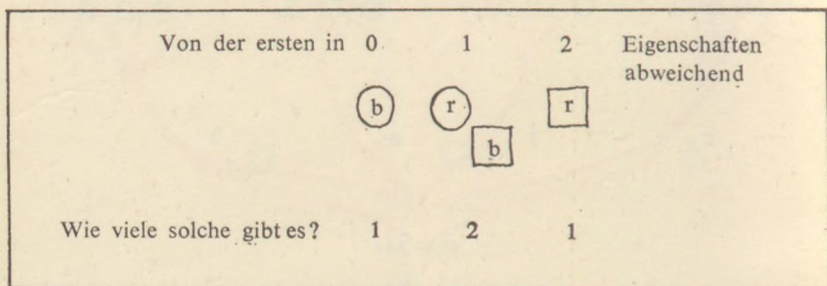 Von der ersten in 0 1 2 Eigenschaften
abweichend
b r r
b
Wie viele solche gibt es? 1 2 1